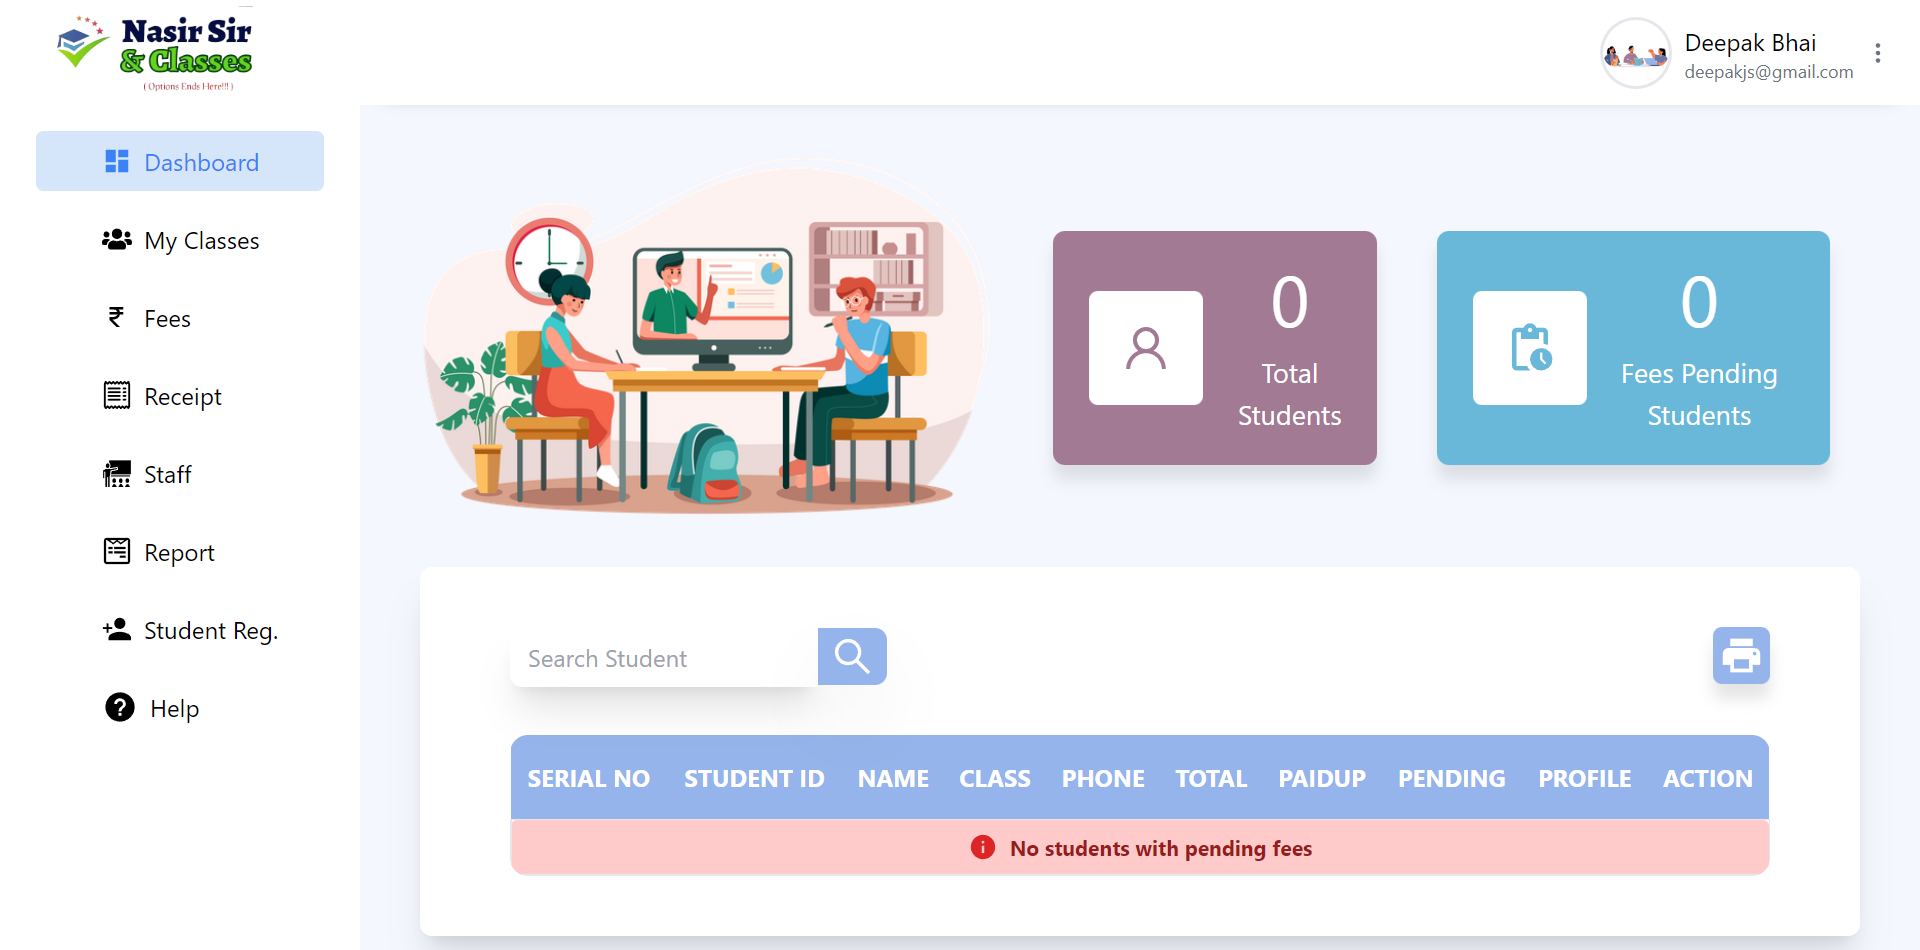 Nasir Sir
& Classes
( Options Ends Here!!! )
Deepak Bhai
deepakjs@gmail.com
Dashboard
My Classes
Fees
Receipt
Staff
Report
Student Reg.
Help
0
Total
Students
0
Fees Pending
Students
Search Student
SERIAL NO STUDENT ID NAME CLASS PHONE TOTAL PAIDUP PENDING PROFILE ACTION
No students with pending fees